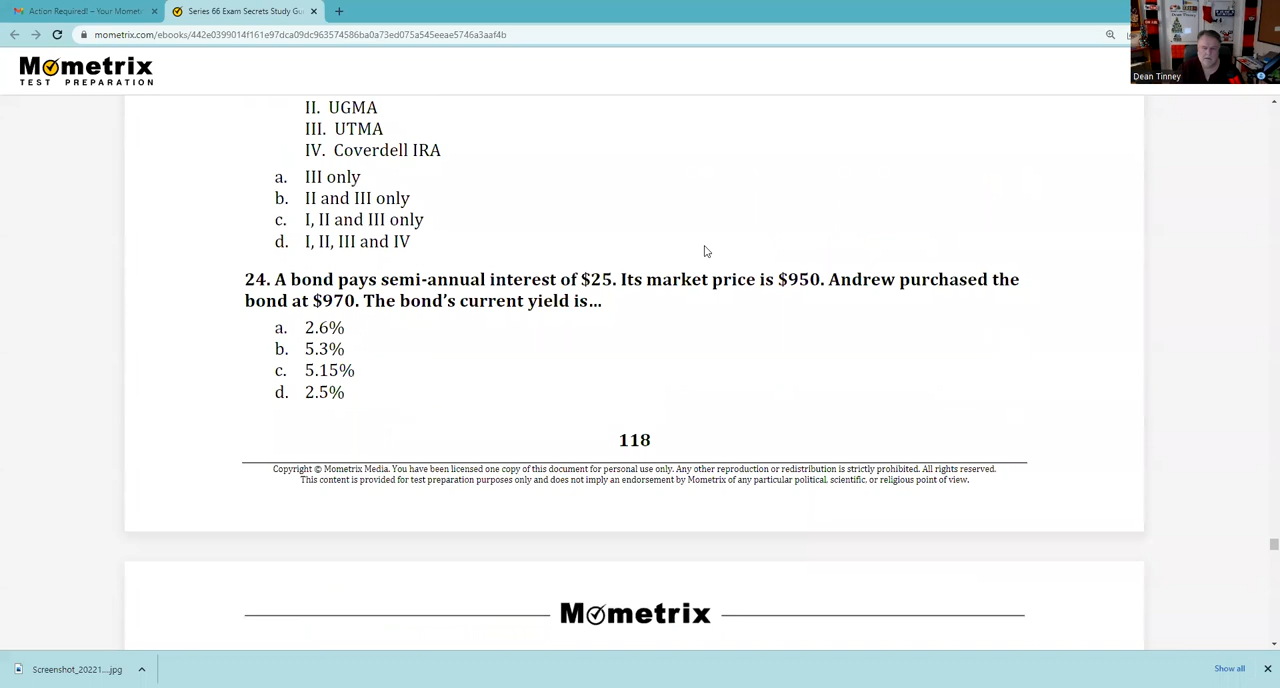 Action Required! – Your Momet
Series 66 Exam Secrets Study Gu
mometrix.com/ebooks/442e0399014f161e97dca09dc963574586ba0a73ed075a545eeae5746a3aaf4b
Mometrix
TEST PREPARATION
Dean Tinney
II. UGMA
III. UTMA
IV. Coverdell IRA
a. III only
b. II and III only
c. I, II and III only
d. I, II, III and IV
24. A bond pays semi-annual interest of $25. Its market price is $950. Andrew purchased the
bond at $970. The bond's current yield is…
a. 2.6%
b. 5.3%
c. 5.15%
d. 2.5%
118
Copyright © Mometrix Media. You have been licensed one copy of this document for personal use only. Any other reproduction or redistribution is strictly prohibited. All rights reserved.
This content is provided for test preparation purposes only and does not imply an endorsement by Mometrix of any particular political, scientific, or religious point of view.
Mometrix
Screenshot_20221....jpg
Show all